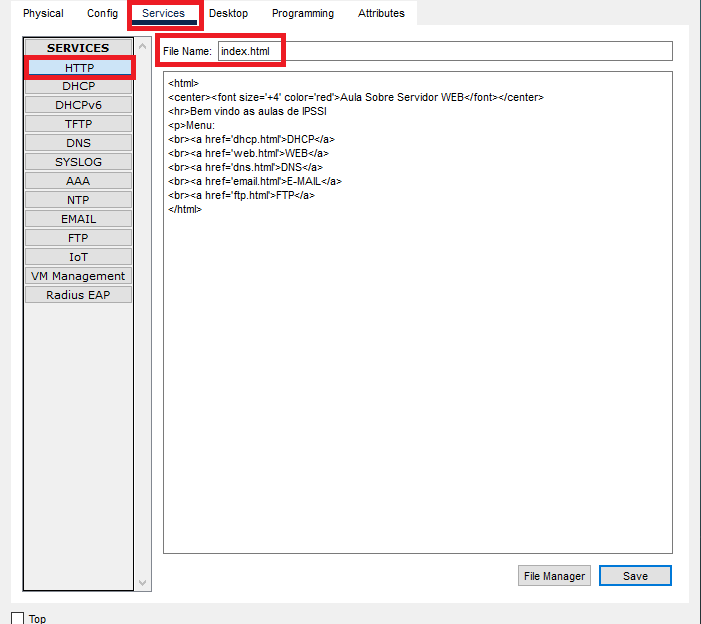 Physical Config Services Desktop Programming Attributes
SERVICES
HTTP
DHCP
DHCPv6
TFTP
DNS
SYSLOG
AAA
NTP
EMAIL
FTP
IoT
VM Management
Radius EAP
File Name: index.html
<html>
<center><font size='+4' color='red'>Aula Sobre Servidor WEB</font></center>
<hr>Bem vindo as aulas de IPSSI
<p>Menu:
<br><a href='dhcp.html'>DHCP</a>
<br><a href='web.html'>WEB</a>
<br><a href='dns.html'>DNS</a>
<br><a href='email.html'>E-MAIL</a>
<br><a href='ftp.html'>FTP</a>
</html>
File Manager Save
Top